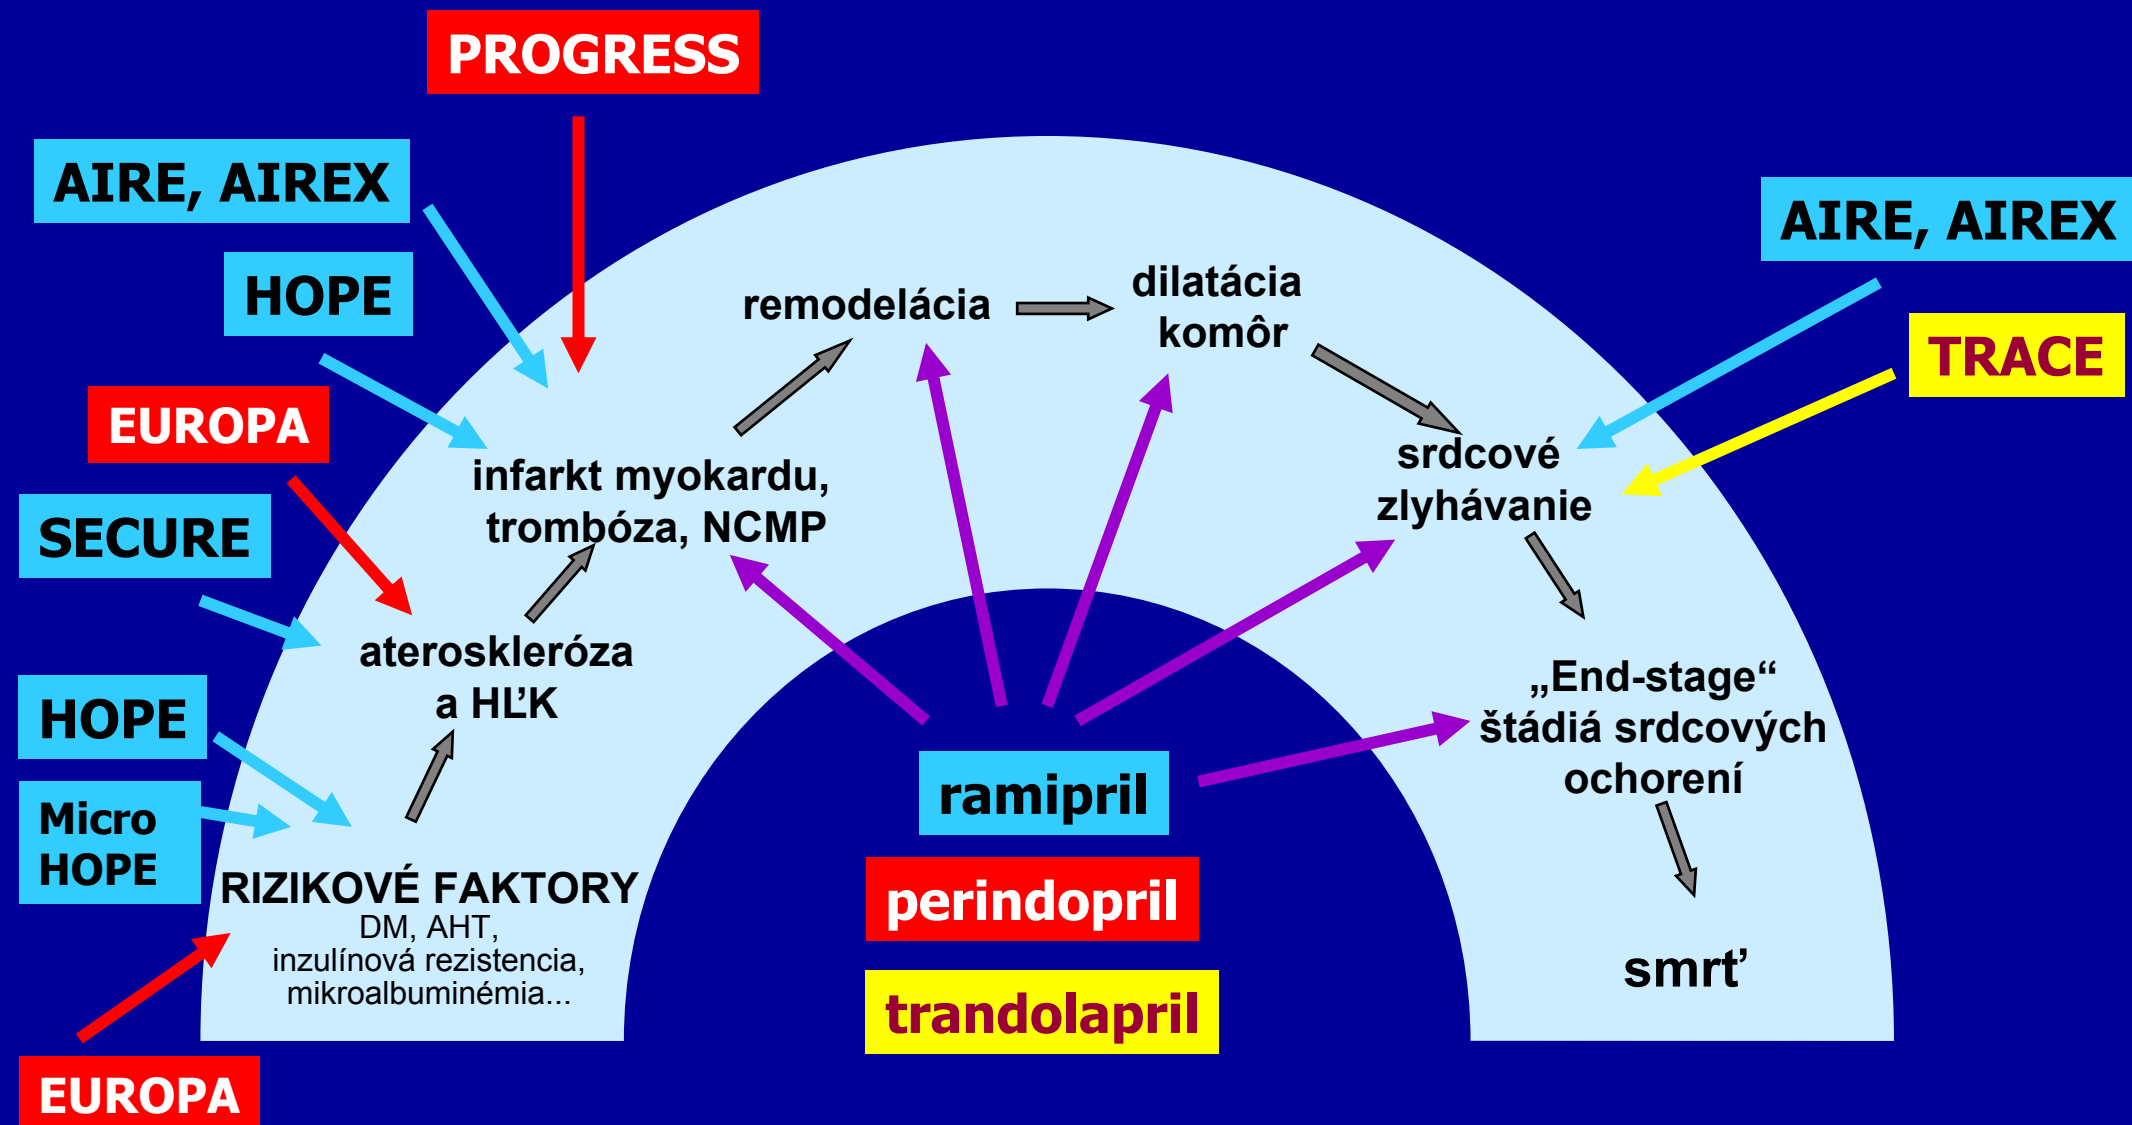 PROGRESS
AIRE, AIREX
HOPE
EUROPA
SECURE
HOPE
Micro
HOPE
EUROPA
RIZIKOVÉ FAKTORY
DM, AHT,
inzulínová rezistencia,
mikroalbuminémia...
ateroskleróza
a HĽK
infarkt myokardu,
trombóza, NCMP
remodelácia
dilatácia
komôr
srdcové
zlyhávanie
„End-stage“
štádiá srdcových
ochorení
smrť
AIRE, AIREX
TRACE
ramipril
perindopril
trandolapril